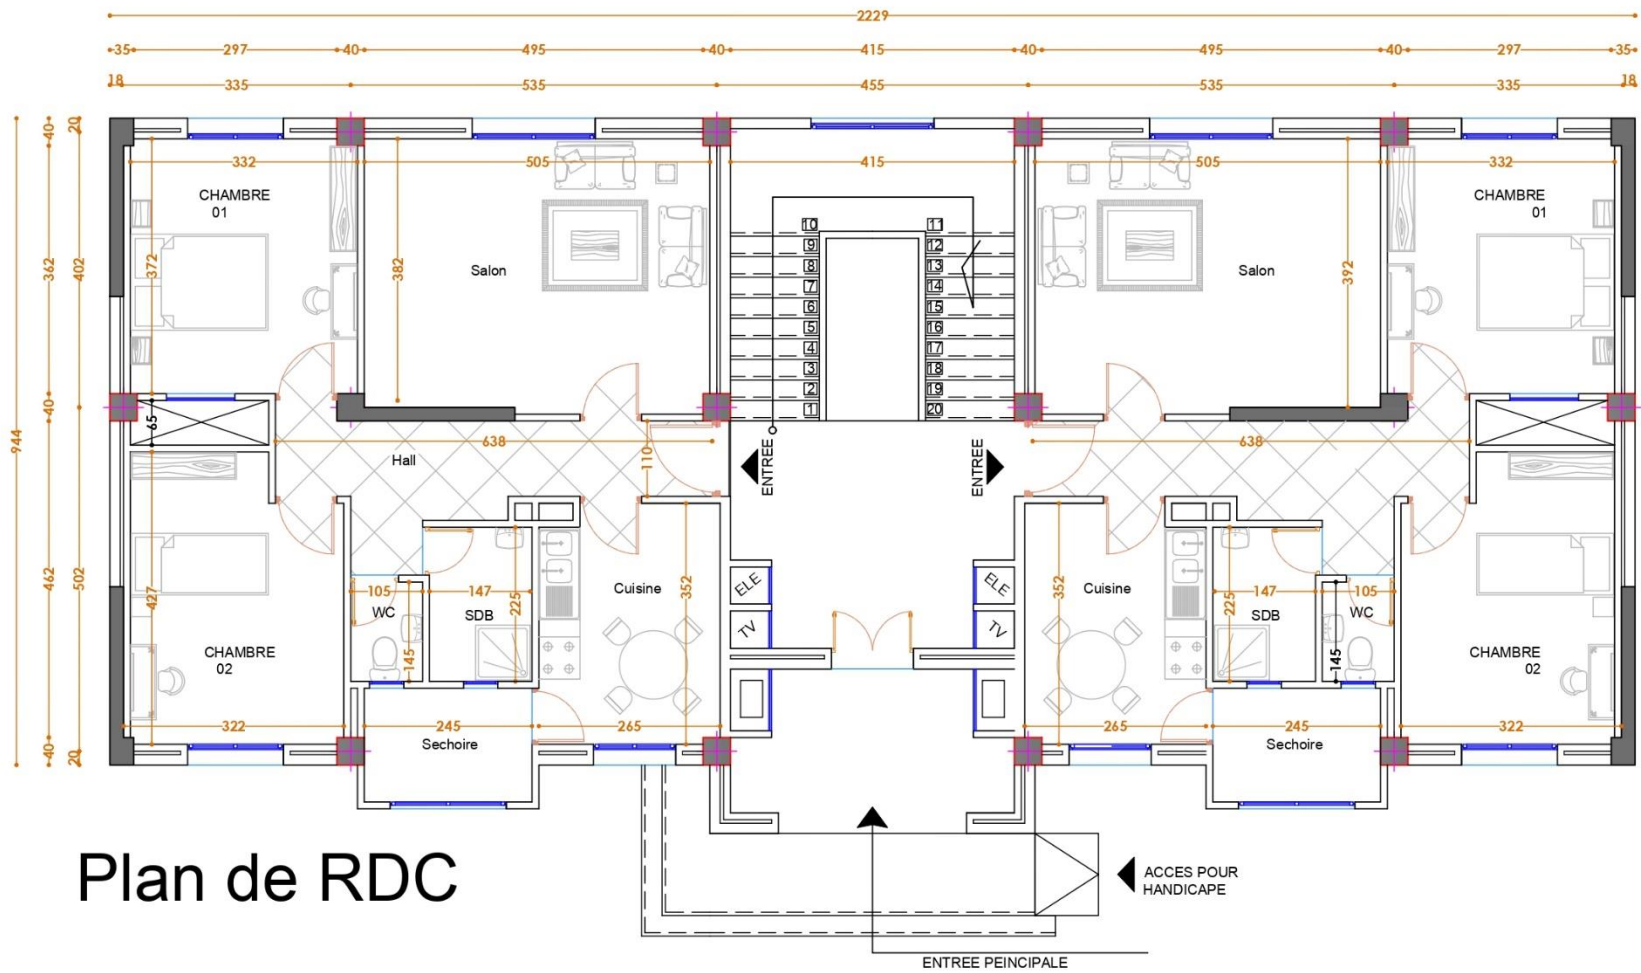 2229
35 297 40 495 40 415 40 495 40 297 35
18 335 535 455 535 335 18
40 20
332 505 415 505 332
CHAMBRE
01
CHAMBRE
01
10 11
9 12
8 13
7 14
6 15
5 16
4 17
3 18
2 19
1 20
Salon
Salon
362 402 372 382 392
40 65
944
638 638
Hall
110
ENTREE
ENTREE
462 502 427
ELE
ELE
TV
TV
Cuisine
352
Cuisine
352
105 147 225
WC
SDB
145
225 147 105
SDB
WC
145
CHAMBRE
02
CHAMBRE
02
322 245 265 265 245 322
Sechoire
Sechoire
40 20
Plan de RDC
ACCES POUR
HANDICAPE
ENTREE PEINCIPALE